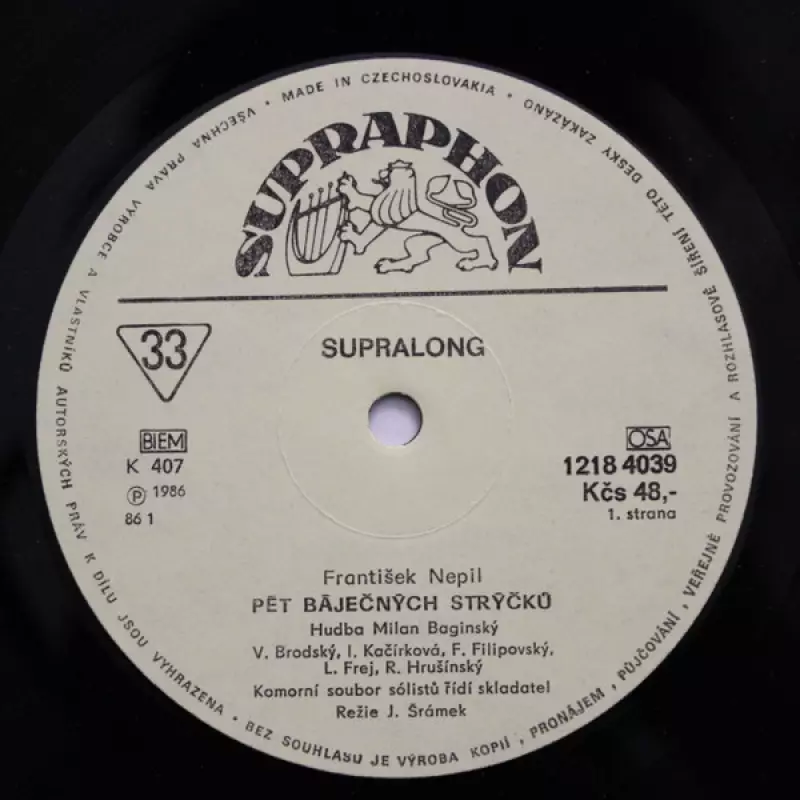 • MADE IN CZECHOSLOVAKIA •
VŠECHNA PRÁVA VÝROBCE A VLASTNÍKŮ AUTORSKÝCH PRÁV K DÍLU JSOU VYHRAZENA • BEZ SOUHLASU JE VÝROBA KOPIÍ, PRONÁJEM, PŮJČOVÁNÍ, VEŘEJNÉ PROVOZOVÁNÍ V ROZHLASOVÉ ŠÍŘENÍ TÉTO DESKY ZAKÁZÁNO
SUPRAPHON
33
SUPRALONG
BIEM
K 407
Ⓟ 1986
86 1
OSA
1218 4039
Kčs 48,-
1. strana
František Nepil
PĚT BÁJEČNÝCH STRÝČKŮ
Hudba Milan Baginský
V. Brodský, I. Kačírková, F. Filipovský,
L. Frej, R. Hrušínský
Komorní soubor sólistů řídí skladatel
Režie J. Šrámek